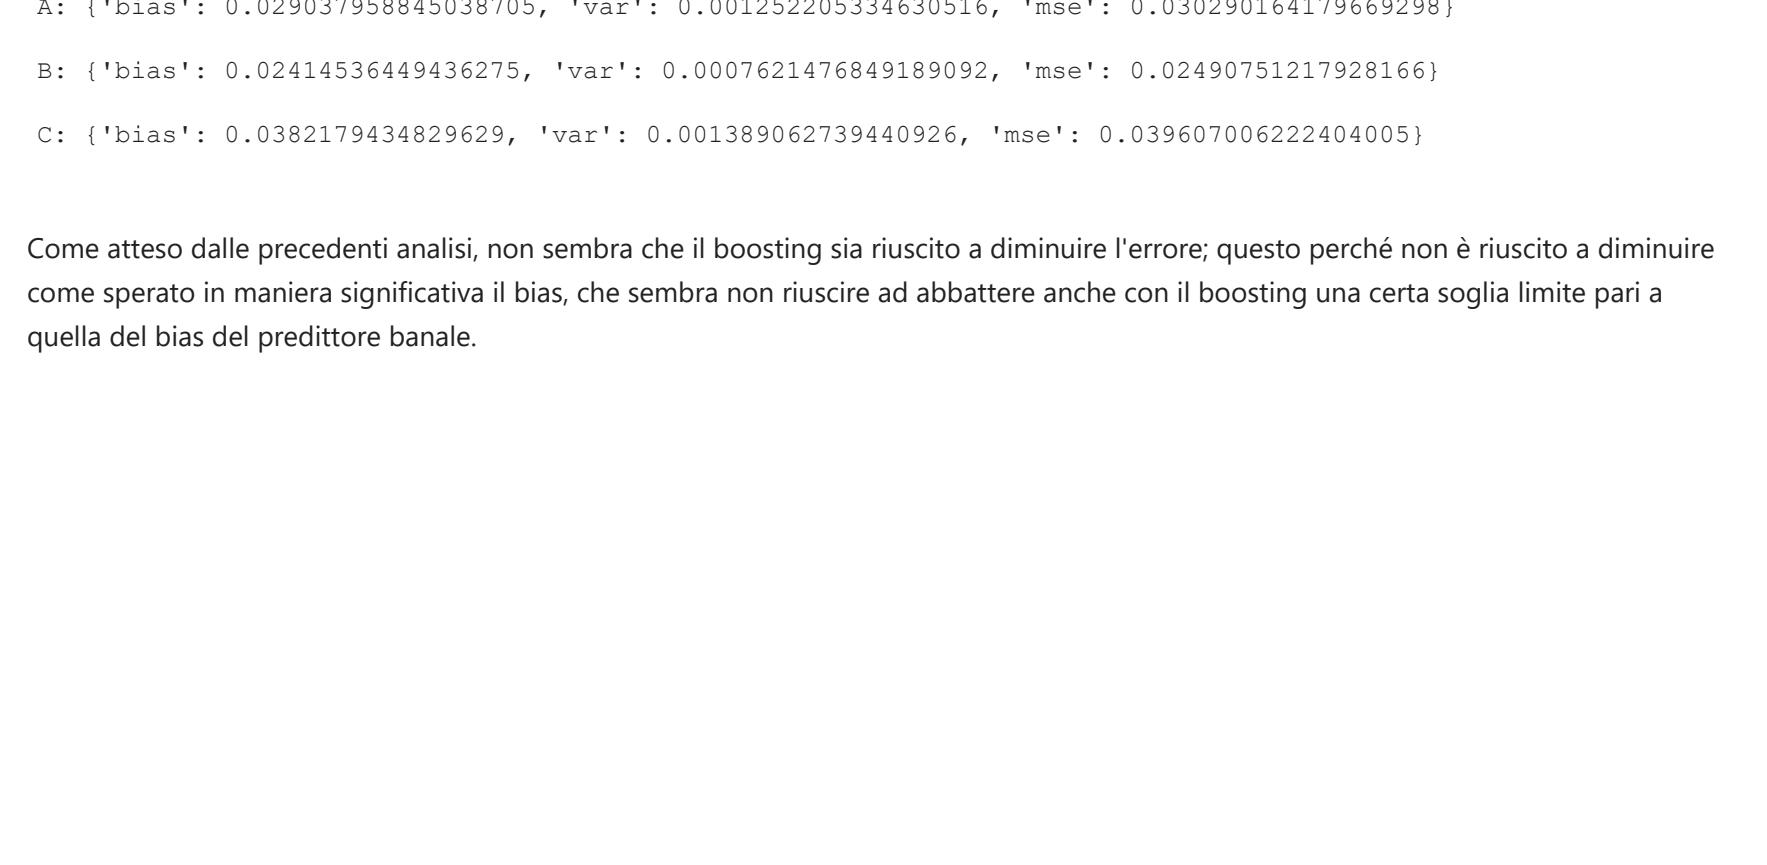 A: {'bias': 0.029037958845038705, 'var': 0.001252205334630516, 'mse': 0.030290164179669298}
B: {'bias': 0.02414536449436275, 'var': 0.0007621476849189092, 'mse': 0.02490751217928166}
C: {'bias': 0.0382179434829629, 'var': 0.001389062739440926, 'mse': 0.039607006222404005}
Come atteso dalle precedenti analisi, non sembra che il boosting sia riuscito a diminuire l'errore; questo perché non è riuscito a diminuire
come sperato in maniera significativa il bias, che sembra non riuscire ad abbattere anche con il boosting una certa soglia limite pari a
quella del bias del predittore banale.